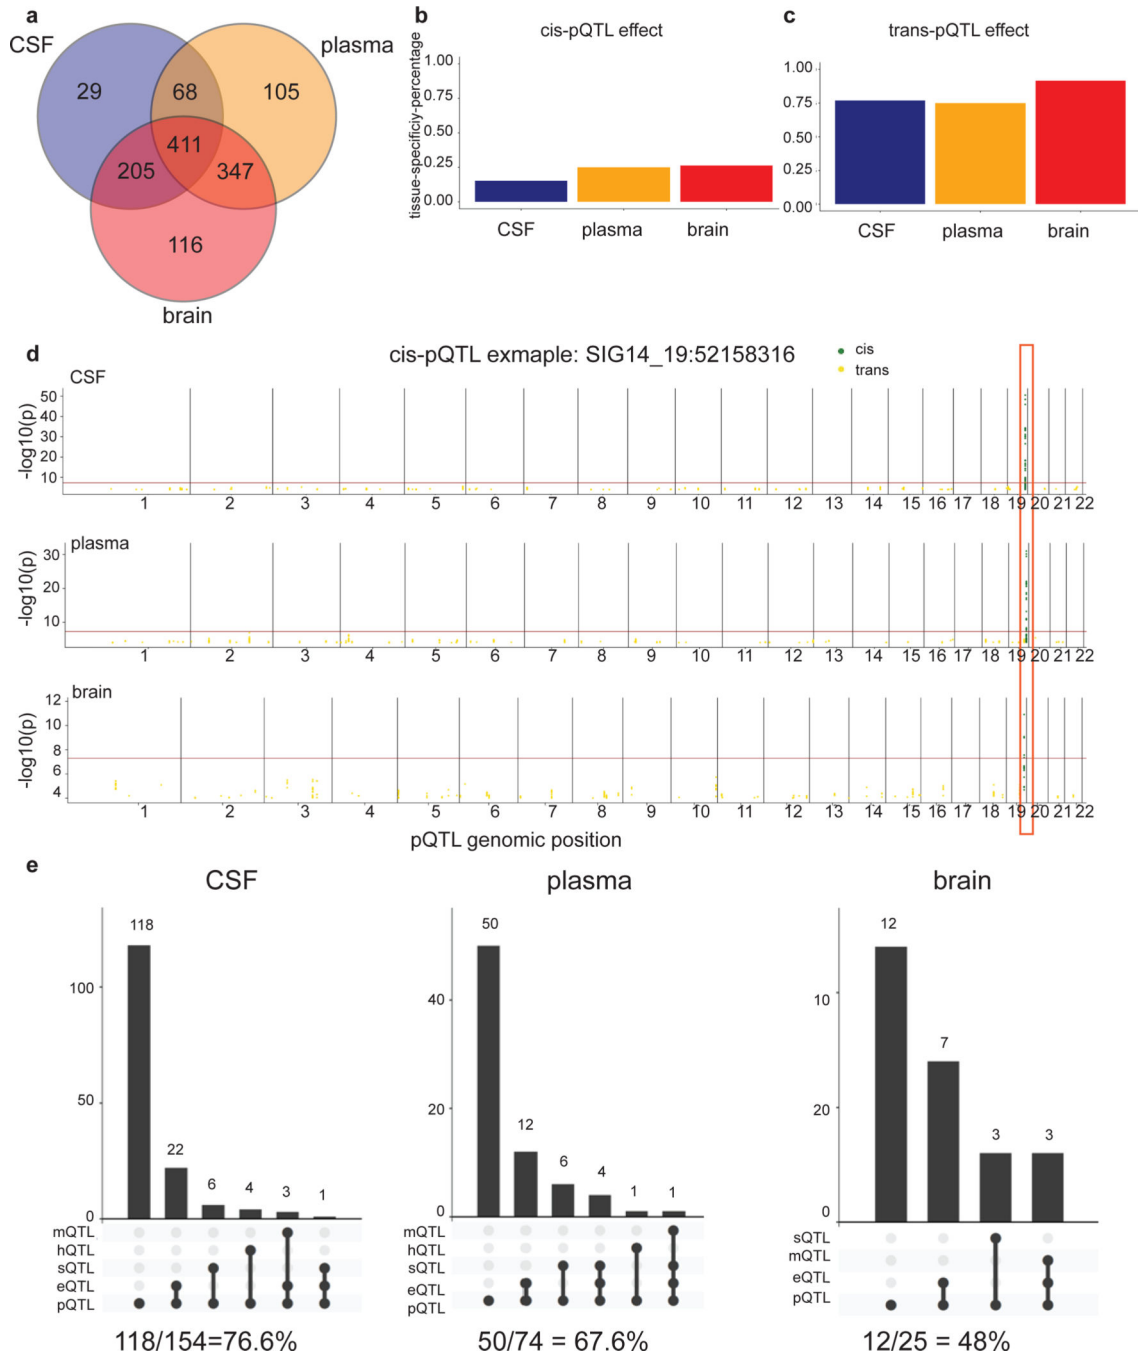 a
CSF
plasma
29
68
105
411
205
347
116
brain
b
cis-pQTL effect
tissue-specificiy-percentage
1.00
0.75
0.50
0.25
0.00
CSF
plasma
brain
c
trans-pQTL effect
1.00
0.75
0.50
0.25
0.00
CSF
plasma
brain
d
cis-pQTL exmaple: SIG14_19:52158316
cis
trans
CSF
-log10(p)
50
40
30
20
10
1 2 3 4 5 6 7 8 9 10 11 12 13 14 15 16 17 18 19 20 21 22
plasma
-log10(p)
30
20
10
1 2 3 4 5 6 7 8 9 10 11 12 13 14 15 16 17 18 19 20 21 22
brain
-log10(p)
12
10
8
6
4
1 2 3 4 5 6 7 8 9 10 11 12 13 14 15 16 17 18 19 20 21 22
pQTL genomic position
e
CSF
118
100
50
22
6
4
3
1
0
mQTL
hQTL
sQTL
eQTL
pQTL
118/154=76.6%
plasma
50
40
20
12
6
4
1
1
0
mQTL
hQTL
sQTL
eQTL
pQTL
50/74 = 67.6%
brain
12
10
7
20
3
3
0
sQTL
mQTL
eQTL
pQTL
12/25 = 48%